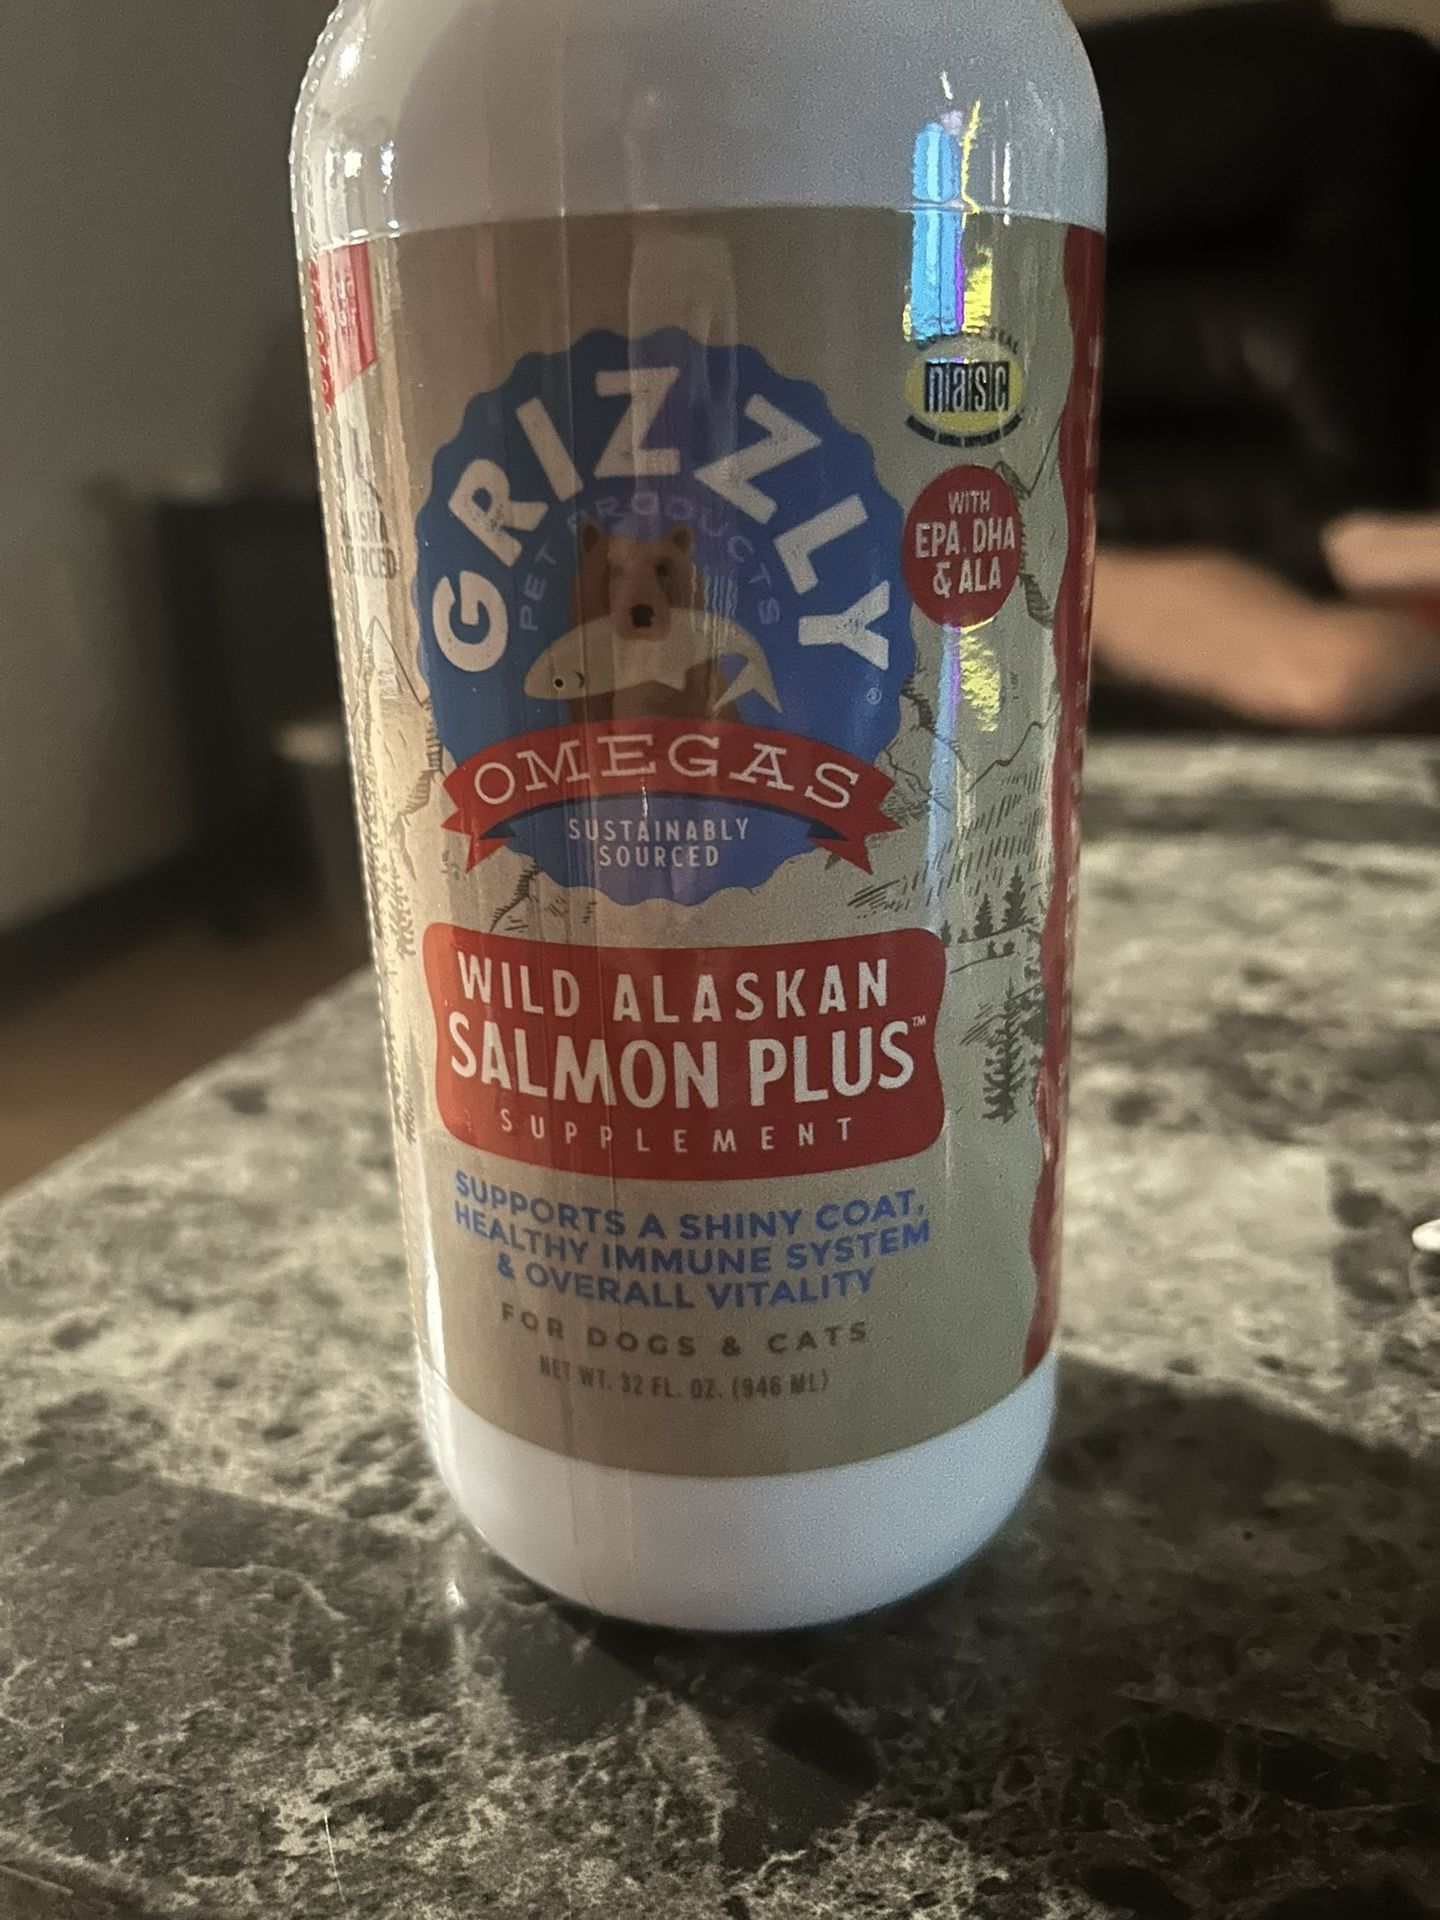 nasc
GRIZZLY
PET PRODUCTS
®
WITH
EPA, DHA
& ALA
OMEGAS
SUSTAINABLY
SOURCED
WILD ALASKAN
SALMON PLUS™
SUPPLEMENT
SUPPORTS A SHINY COAT,
HEALTHY IMMUNE SYSTEM
& OVERALL VITALITY
FOR DOGS & CATS
NET WT. 32 FL. OZ. (946 ML)